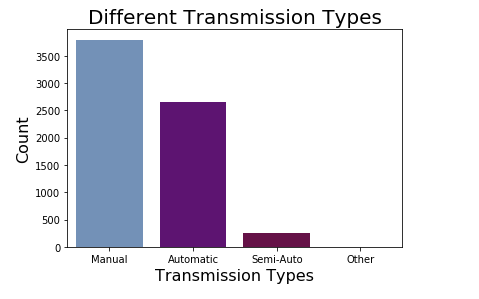 Different Transmission Types
Count
3500
3000
2500
2000
1500
1000
500
0
Manual Automatic Semi-Auto Other
Transmission Types